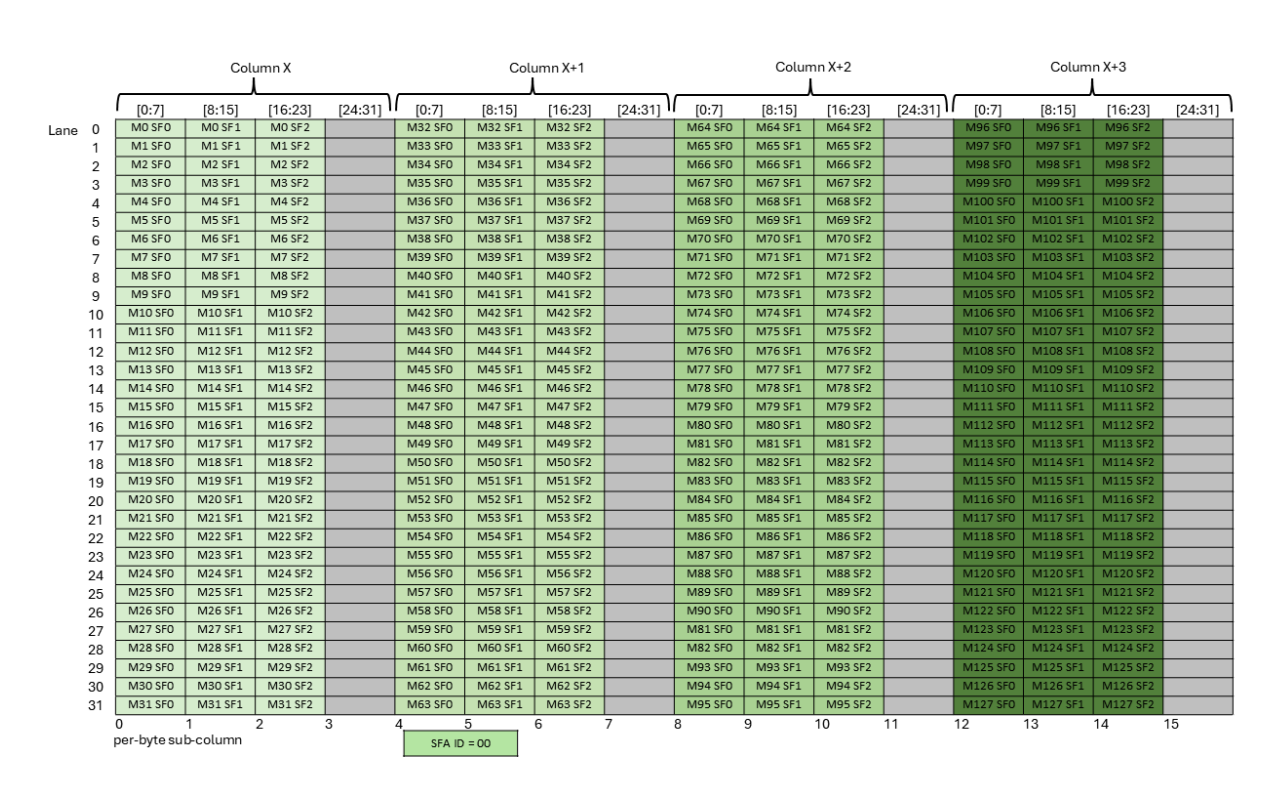 Column X Column X+1 Column X+2 Column X+3
[0:7] [8:15] [16:23] [24:31] [0:7] [8:15] [16:23] [24:31] [0:7] [8:15] [16:23] [24:31] [0:7] [8:15] [16:23] [24:31]
Lane 0 M0 SF0 M0 SF1 M0 SF2 M32 SF0 M32 SF1 M32 SF2 M64 SF0 M64 SF1 M64 SF2 M96 SF0 M96 SF1 M96 SF2
1 M1 SF0 M1 SF1 M1 SF2 M33 SF0 M33 SF1 M33 SF2 M65 SF0 M65 SF1 M65 SF2 M97 SF0 M97 SF1 M97 SF2
2 M2 SF0 M2 SF1 M2 SF2 M34 SF0 M34 SF1 M34 SF2 M66 SF0 M66 SF1 M66 SF2 M98 SF0 M98 SF1 M98 SF2
3 M3 SF0 M3 SF1 M3 SF2 M35 SF0 M35 SF1 M35 SF2 M67 SF0 M67 SF1 M67 SF2 M99 SF0 M99 SF1 M99 SF2
4 M4 SF0 M4 SF1 M4 SF2 M36 SF0 M36 SF1 M36 SF2 M68 SF0 M68 SF1 M68 SF2 M100 SF0 M100 SF1 M100 SF2
5 M5 SF0 M5 SF1 M5 SF2 M37 SF0 M37 SF1 M37 SF2 M69 SF0 M69 SF1 M69 SF2 M101 SF0 M101 SF1 M101 SF2
6 M6 SF0 M6 SF1 M6 SF2 M38 SF0 M38 SF1 M38 SF2 M70 SF0 M70 SF1 M70 SF2 M102 SF0 M102 SF1 M102 SF2
7 M7 SF0 M7 SF1 M7 SF2 M39 SF0 M39 SF1 M39 SF2 M71 SF0 M71 SF1 M71 SF2 M103 SF0 M103 SF1 M103 SF2
8 M8 SF0 M8 SF1 M8 SF2 M40 SF0 M40 SF1 M40 SF2 M72 SF0 M72 SF1 M72 SF2 M104 SF0 M104 SF1 M104 SF2
9 M9 SF0 M9 SF1 M9 SF2 M41 SF0 M41 SF1 M41 SF2 M73 SF0 M73 SF1 M73 SF2 M105 SF0 M105 SF1 M105 SF2
10 M10 SF0 M10 SF1 M10 SF2 M42 SF0 M42 SF1 M42 SF2 M74 SF0 M74 SF1 M74 SF2 M106 SF0 M106 SF1 M106 SF2
11 M11 SF0 M11 SF1 M11 SF2 M43 SF0 M43 SF1 M43 SF2 M75 SF0 M75 SF1 M75 SF2 M107 SF0 M107 SF1 M107 SF2
12 M12 SF0 M12 SF1 M12 SF2 M44 SF0 M44 SF1 M44 SF2 M76 SF0 M76 SF1 M76 SF2 M108 SF0 M108 SF1 M108 SF2
13 M13 SF0 M13 SF1 M13 SF2 M45 SF0 M45 SF1 M45 SF2 M77 SF0 M77 SF1 M77 SF2 M109 SF0 M109 SF1 M109 SF2
14 M14 SF0 M14 SF1 M14 SF2 M46 SF0 M46 SF1 M46 SF2 M78 SF0 M78 SF1 M78 SF2 M110 SF0 M110 SF1 M110 SF2
15 M15 SF0 M15 SF1 M15 SF2 M47 SF0 M47 SF1 M47 SF2 M79 SF0 M79 SF1 M79 SF2 M111 SF0 M111 SF1 M111 SF2
16 M16 SF0 M16 SF1 M16 SF2 M48 SF0 M48 SF1 M48 SF2 M80 SF0 M80 SF1 M80 SF2 M112 SF0 M112 SF1 M112 SF2
17 M17 SF0 M17 SF1 M17 SF2 M49 SF0 M49 SF1 M49 SF2 M81 SF0 M81 SF1 M81 SF2 M113 SF0 M113 SF1 M113 SF2
18 M18 SF0 M18 SF1 M18 SF2 M50 SF0 M50 SF1 M50 SF2 M82 SF0 M82 SF1 M82 SF2 M114 SF0 M114 SF1 M114 SF2
19 M19 SF0 M19 SF1 M19 SF2 M51 SF0 M51 SF1 M51 SF2 M83 SF0 M83 SF1 M83 SF2 M115 SF0 M115 SF1 M115 SF2
20 M20 SF0 M20 SF1 M20 SF2 M52 SF0 M52 SF1 M52 SF2 M84 SF0 M84 SF1 M84 SF2 M116 SF0 M116 SF1 M116 SF2
21 M21 SF0 M21 SF1 M21 SF2 M53 SF0 M53 SF1 M53 SF2 M85 SF0 M85 SF1 M85 SF2 M117 SF0 M117 SF1 M117 SF2
22 M22 SF0 M22 SF1 M22 SF2 M54 SF0 M54 SF1 M54 SF2 M86 SF0 M86 SF1 M86 SF2 M118 SF0 M118 SF1 M118 SF2
23 M23 SF0 M23 SF1 M23 SF2 M55 SF0 M55 SF1 M55 SF2 M87 SF0 M87 SF1 M87 SF2 M119 SF0 M119 SF1 M119 SF2
24 M24 SF0 M24 SF1 M24 SF2 M56 SF0 M56 SF1 M56 SF2 M88 SF0 M88 SF1 M88 SF2 M120 SF0 M120 SF1 M120 SF2
25 M25 SF0 M25 SF1 M25 SF2 M57 SF0 M57 SF1 M57 SF2 M89 SF0 M89 SF1 M89 SF2 M121 SF0 M121 SF1 M121 SF2
26 M26 SF0 M26 SF1 M26 SF2 M58 SF0 M58 SF1 M58 SF2 M90 SF0 M90 SF1 M90 SF2 M122 SF0 M122 SF1 M122 SF2
27 M27 SF0 M27 SF1 M27 SF2 M59 SF0 M59 SF1 M59 SF2 M81 SF0 M81 SF1 M81 SF2 M123 SF0 M123 SF1 M123 SF2
28 M28 SF0 M28 SF1 M28 SF2 M60 SF0 M60 SF1 M60 SF2 M82 SF0 M82 SF1 M82 SF2 M124 SF0 M124 SF1 M124 SF2
29 M29 SF0 M29 SF1 M29 SF2 M61 SF0 M61 SF1 M61 SF2 M93 SF0 M93 SF1 M93 SF2 M125 SF0 M125 SF1 M125 SF2
30 M30 SF0 M30 SF1 M30 SF2 M62 SF0 M62 SF1 M62 SF2 M94 SF0 M94 SF1 M94 SF2 M126 SF0 M126 SF1 M126 SF2
31 M31 SF0 M31 SF1 M31 SF2 M63 SF0 M63 SF1 M63 SF2 M95 SF0 M95 SF1 M95 SF2 M127 SF0 M127 SF1 M127 SF2
0 1 2 3 4 5 6 7 8 9 10 11 12 13 14 15
per-byte sub-column
SFA ID = 00